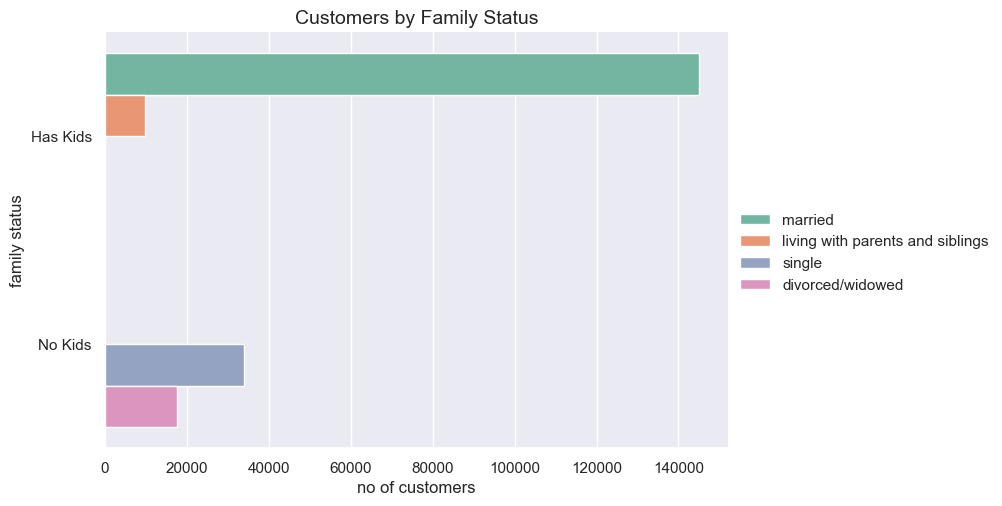 Customers by Family Status
family status
Has Kids
No Kids
0 20000 40000 60000 80000 100000 120000 140000
no of customers
married
living with parents and siblings
single
divorced/widowed